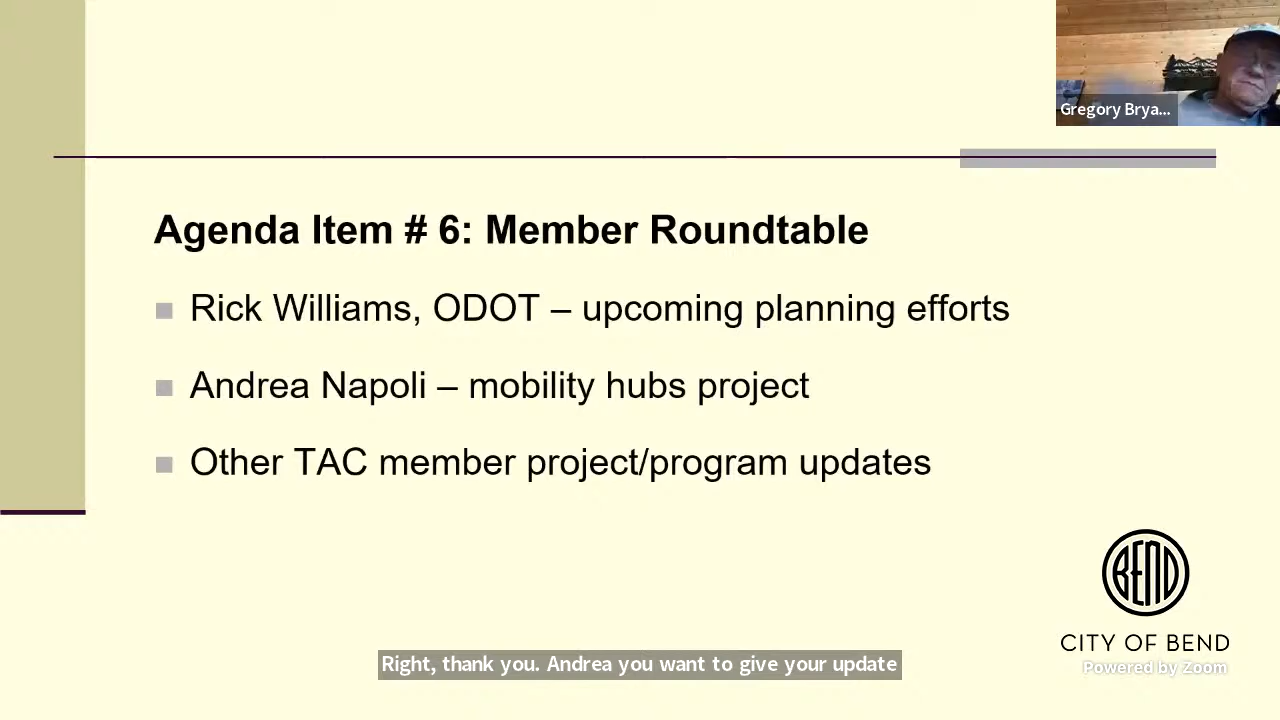 Gregory Brya...
Agenda Item # 6: Member Roundtable
Rick Williams, ODOT – upcoming planning efforts
Andrea Napoli – mobility hubs project
Other TAC member project/program updates
BEND
CITY OF BEND
Right, thank you. Andrea you want to give your update
Powered by Zoom